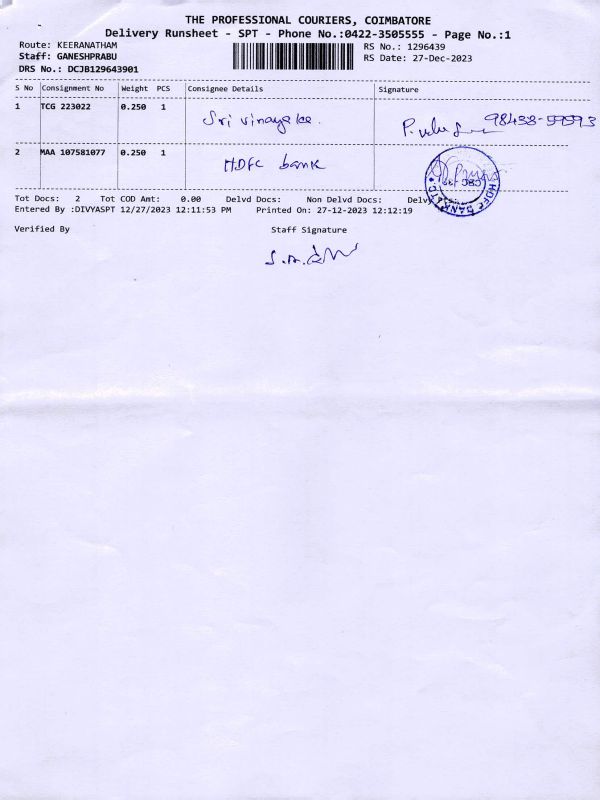 THE PROFESSIONAL COURIERS, COIMBATORE
Delivery Runsheet - SPT - Phone No.:0422-3505555 - Page No.:1
Route: KEERANATHAM RS No.: 1296439
Staff: GANESHPRABU RS Date: 27-Dec-2023
DRS No.: DCJB129643901
S No Consignment No Weight PCS Consignee Details Signature
1 TCG 223022 0.250 1 Sri vinayaka. 98438-
2 MAA 107581077 0.250 1 HDFC bank
HDFC BANK LTD
Tot Docs: 2 Tot COD Amt: 0.00 Delvd Docs: Non Delvd Docs: Delvy
Entered By :DIVYASPT 12/27/2023 12:11:53 PM Printed On: 27-12-2023 12:12:19
Verified By Staff Signature